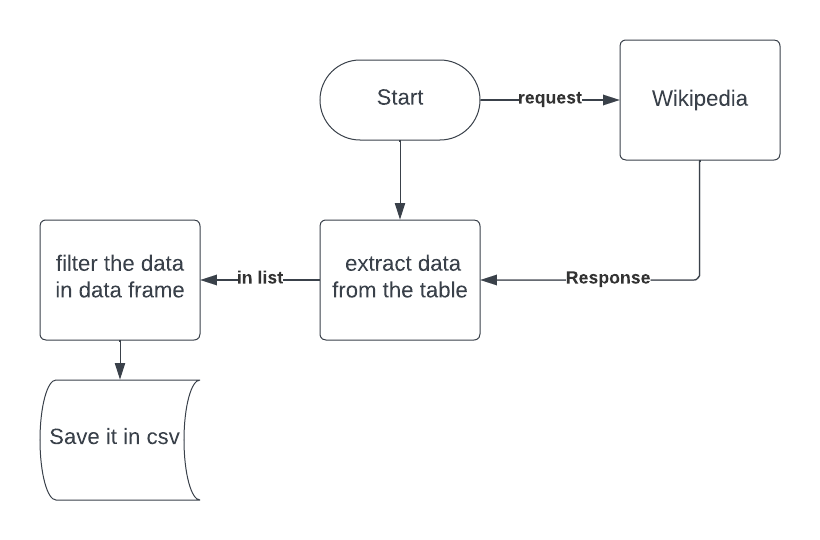 Start
request
Wikipedia
filter the data
in data frame
in list
extract data
from the table
Response
Save it in csv